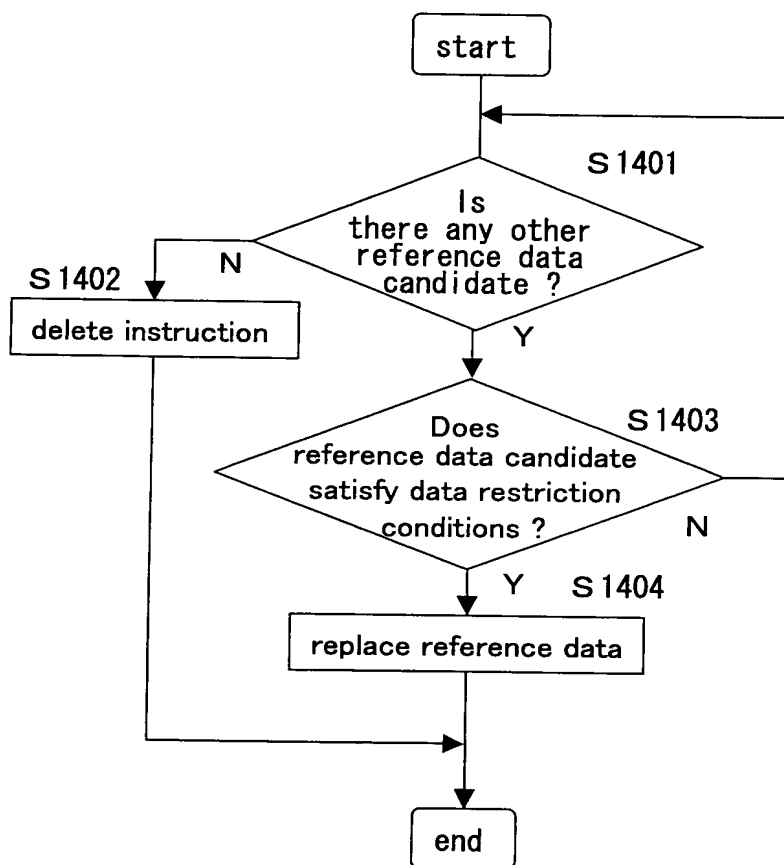 start
S1401
Is
there any other
reference data
candidate ?
N
S1402
delete instruction
Y
Does
S1403
reference data candidate
satisfy data restriction
conditions ?
N
Y
S1404
replace reference data
end